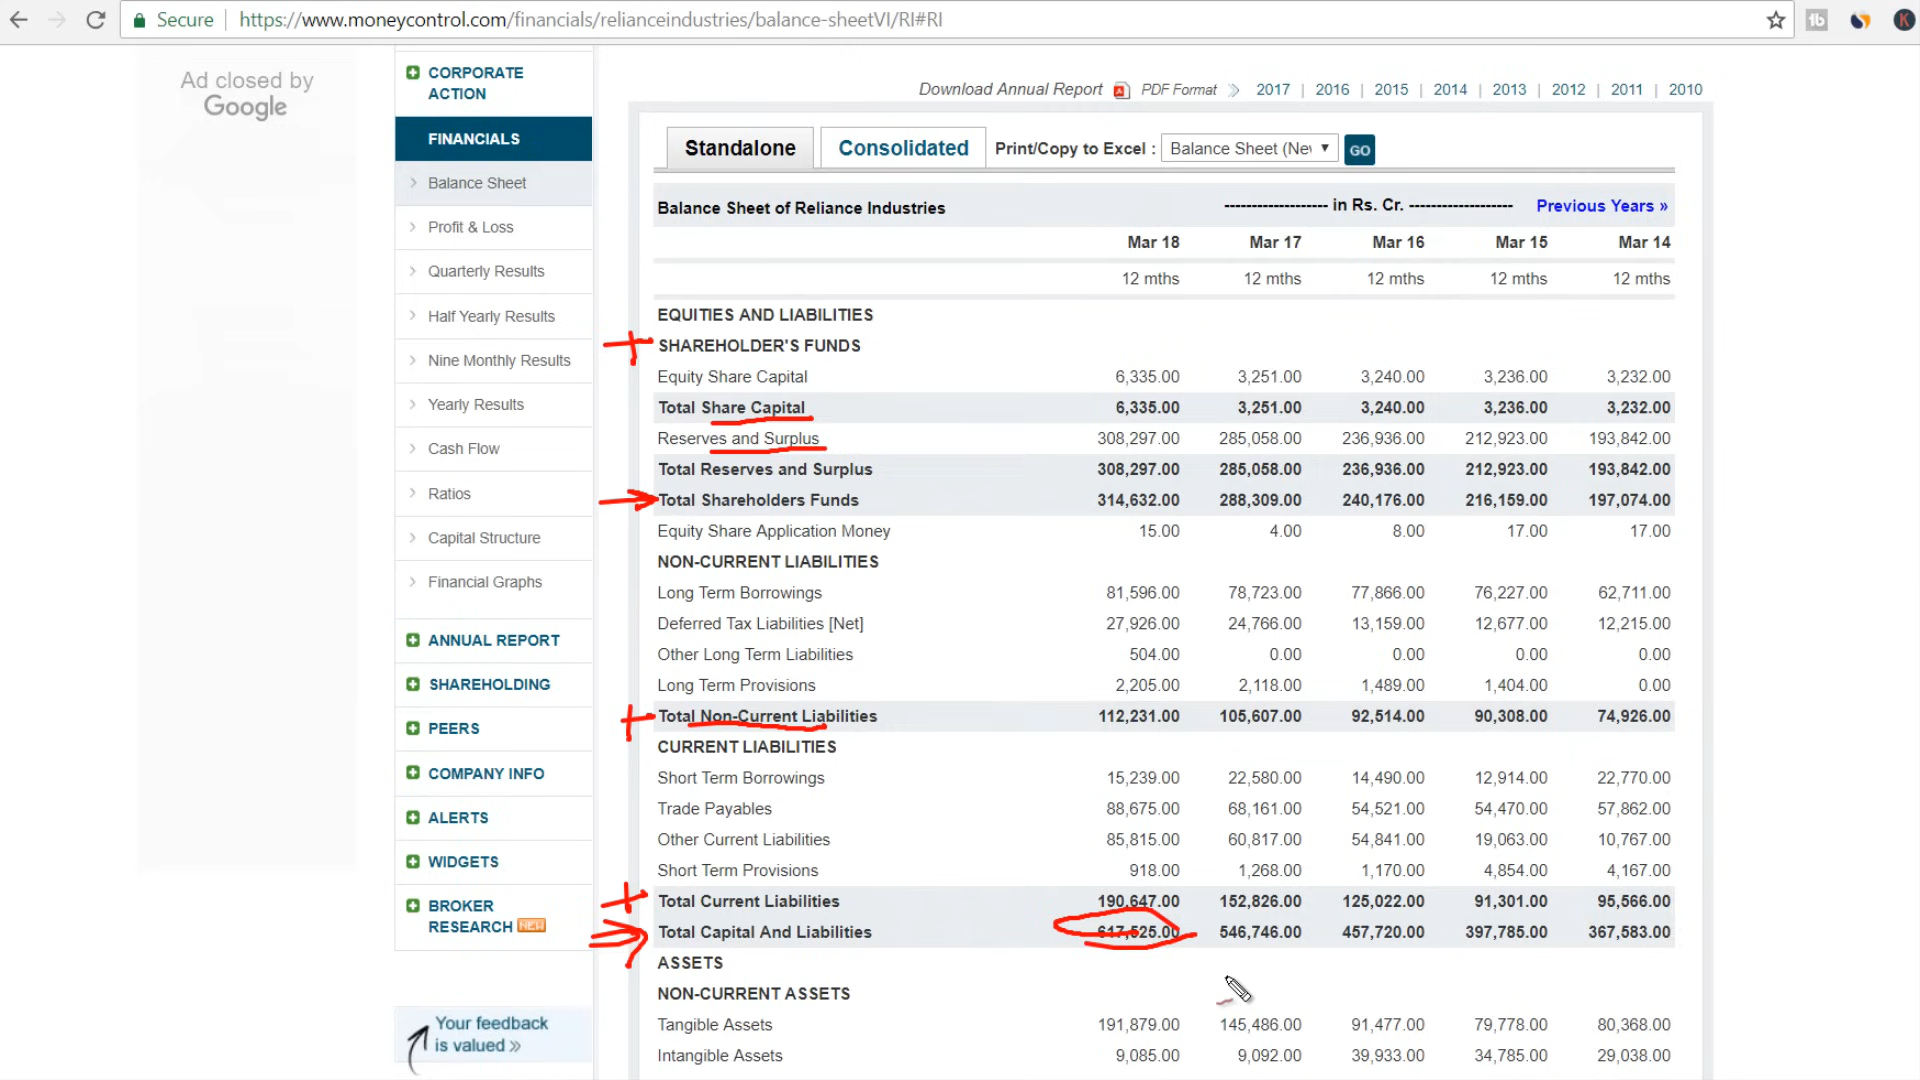 Secure https://www.moneycontrol.com/financials/relianceindustries/balance-sheetVI/RI#RI
Ad closed by
Google
CORPORATE
ACTION
FINANCIALS
Balance Sheet
Profit & Loss
Quarterly Results
Half Yearly Results
Nine Monthly Results
Yearly Results
Cash Flow
Ratios
Capital Structure
Financial Graphs
ANNUAL REPORT
SHAREHOLDING
PEERS
COMPANY INFO
ALERTS
WIDGETS
BROKER
RESEARCH NEW
Your feedback
is valued »
Download Annual Report PDF Format » 2017 | 2016 | 2015 | 2014 | 2013 | 2012 | 2011 | 2010
Standalone Consolidated Print/Copy to Excel : Balance Sheet (Nev GO
Balance Sheet of Reliance Industries ------------------- in Rs. Cr. ------------------- Previous Years »
Mar 18 Mar 17 Mar 16 Mar 15 Mar 14
12 mths 12 mths 12 mths 12 mths 12 mths
EQUITIES AND LIABILITIES
SHAREHOLDER'S FUNDS
Equity Share Capital 6,335.00 3,251.00 3,240.00 3,236.00 3,232.00
Total Share Capital 6,335.00 3,251.00 3,240.00 3,236.00 3,232.00
Reserves and Surplus 308,297.00 285,058.00 236,936.00 212,923.00 193,842.00
Total Reserves and Surplus 308,297.00 285,058.00 236,936.00 212,923.00 193,842.00
Total Shareholders Funds 314,632.00 288,309.00 240,176.00 216,159.00 197,074.00
Equity Share Application Money 15.00 4.00 8.00 17.00 17.00
NON-CURRENT LIABILITIES
Long Term Borrowings 81,596.00 78,723.00 77,866.00 76,227.00 62,711.00
Deferred Tax Liabilities [Net] 27,926.00 24,766.00 13,159.00 12,677.00 12,215.00
Other Long Term Liabilities 504.00 0.00 0.00 0.00 0.00
Long Term Provisions 2,205.00 2,118.00 1,489.00 1,404.00 0.00
Total Non-Current Liabilities 112,231.00 105,607.00 92,514.00 90,308.00 74,926.00
CURRENT LIABILITIES
Short Term Borrowings 15,239.00 22,580.00 14,490.00 12,914.00 22,770.00
Trade Payables 88,675.00 68,161.00 54,521.00 54,470.00 57,862.00
Other Current Liabilities 85,815.00 60,817.00 54,841.00 19,063.00 10,767.00
Short Term Provisions 918.00 1,268.00 1,170.00 4,854.00 4,167.00
Total Current Liabilities 190,647.00 152,826.00 125,022.00 91,301.00 95,566.00
Total Capital And Liabilities 617,525.00 546,746.00 457,720.00 397,785.00 367,583.00
ASSETS
NON-CURRENT ASSETS
Tangible Assets 191,879.00 145,486.00 91,477.00 79,778.00 80,368.00
Intangible Assets 9,085.00 9,092.00 39,933.00 34,785.00 29,038.00